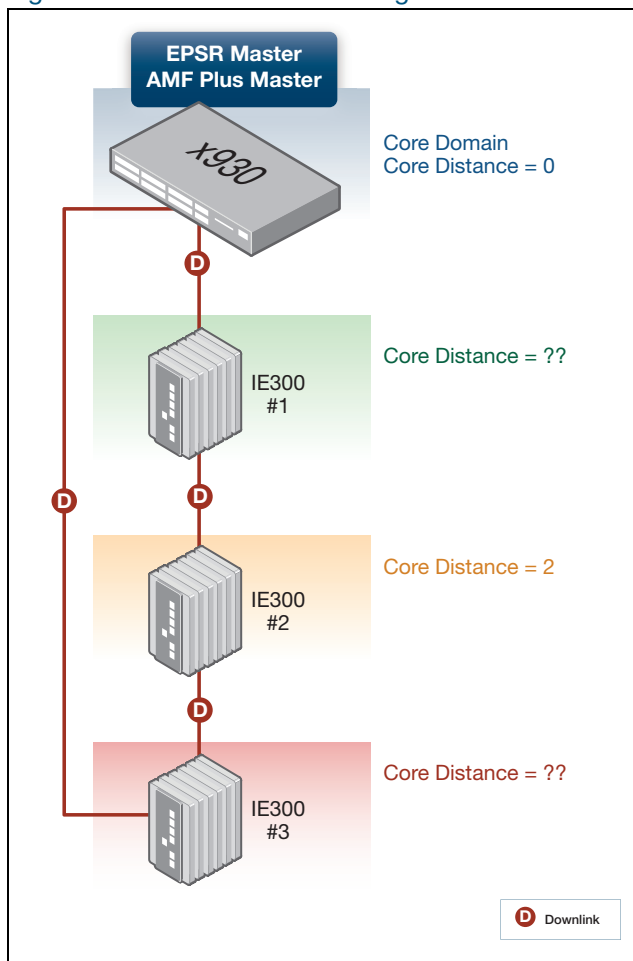 EPSR Master
AMF Plus Master
x930
Core Domain
Core Distance = 0
D
Core Distance = ??
IE300
#1
D
D
Core Distance = 2
IE300
#2
D
Core Distance = ??
IE300
#3
D Downlink